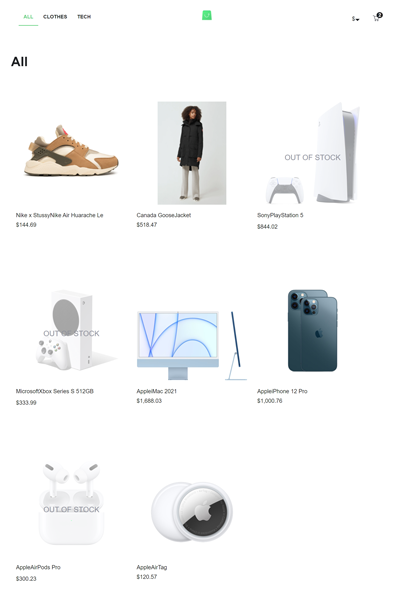 ALL CLOTHES TECH
$
2
All
OUT OF STOCK
Nike x StussyNike Air Huarache Le
$144.69
Canada GooseJacket
$518.47
SonyPlayStation 5
$844.02
OUT OF STOCK
MicrosoftXbox Series S 512GB
$333.99
AppleiMac 2021
$1,688.03
AppleiPhone 12 Pro
$1,000.76
OUT OF STOCK
AppleAirPods Pro
$300.23
AppleAirTag
$120.57